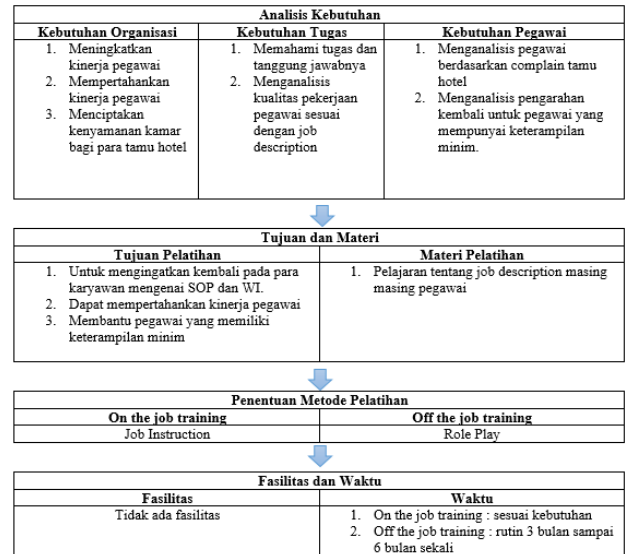 Analisis Kebutuhan
Kebutuhan Organisasi
1. Meningkatkan
kinerja pegawai
2. Mempertahankan
kinerja pegawai
3. Menciptakan
kenyamanan kamar
bagi para tamu hotel
Kebutuhan Tugas
1. Memahami tugas dan
tanggung jawabnya
2. Menganalisis
kualitas pekerjaan
pegawai sesuai
dengan job
description
Kebutuhan Pegawai
1. Menganalisis pegawai
berdasarkan complain tamu
hotel
2. Menganalisis pengarahan
kembali untuk pegawai yang
mempunyai keterampilan
minim.
Tujuan dan Materi
Tujuan Pelatihan
1. Untuk mengingatkan kembali pada para
karyawan mengenai SOP dan WI.
2. Dapat mempertahankan kinerja pegawai
3. Membantu pegawai yang memiliki
keterampilan minim
Materi Pelatihan
1. Pelajaran tentang job description masing
masing pegawai
Penentuan Metode Pelatihan
On the job training
Job Instruction
Off the job training
Role Play
Fasilitas dan Waktu
Fasilitas
Tidak ada fasilitas
Waktu
1. On the job training : sesuai kebutuhan
2. Off the job training : rutin 3 bulan sampai
6 bulan sekali